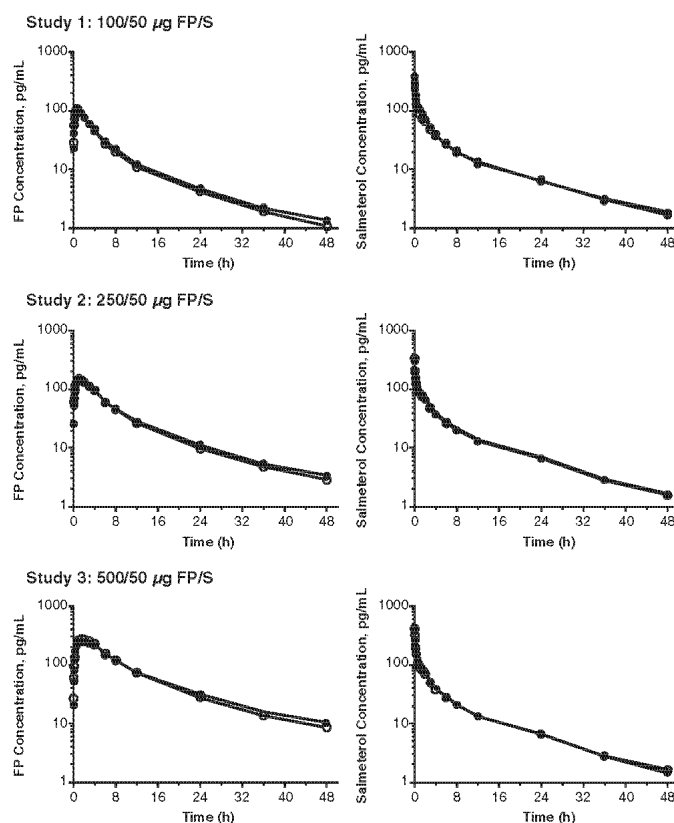 Study 1: 100/50 µg FP/S
FP Concentration, pg/mL
1000
100
10
1
0 8 16 24 32 40 48
Time (h)
Salmeterol Concentration, pg/mL
1000
100
10
1
0 8 16 24 32 40 48
Time (h)
Study 2: 250/50 µg FP/S
FP Concentration, pg/mL
1000
100
10
1
0 8 16 24 32 40 48
Time (h)
Salmeterol Concentration, pg/mL
1000
100
10
1
0 8 16 24 32 40 48
Time (h)
Study 3: 500/50 µg FP/S
FP Concentration, pg/mL
1000
100
10
1
0 8 16 24 32 40 48
Time (h)
Salmeterol Concentration, pg/mL
1000
100
10
1
0 8 16 24 32 40 48
Time (h)